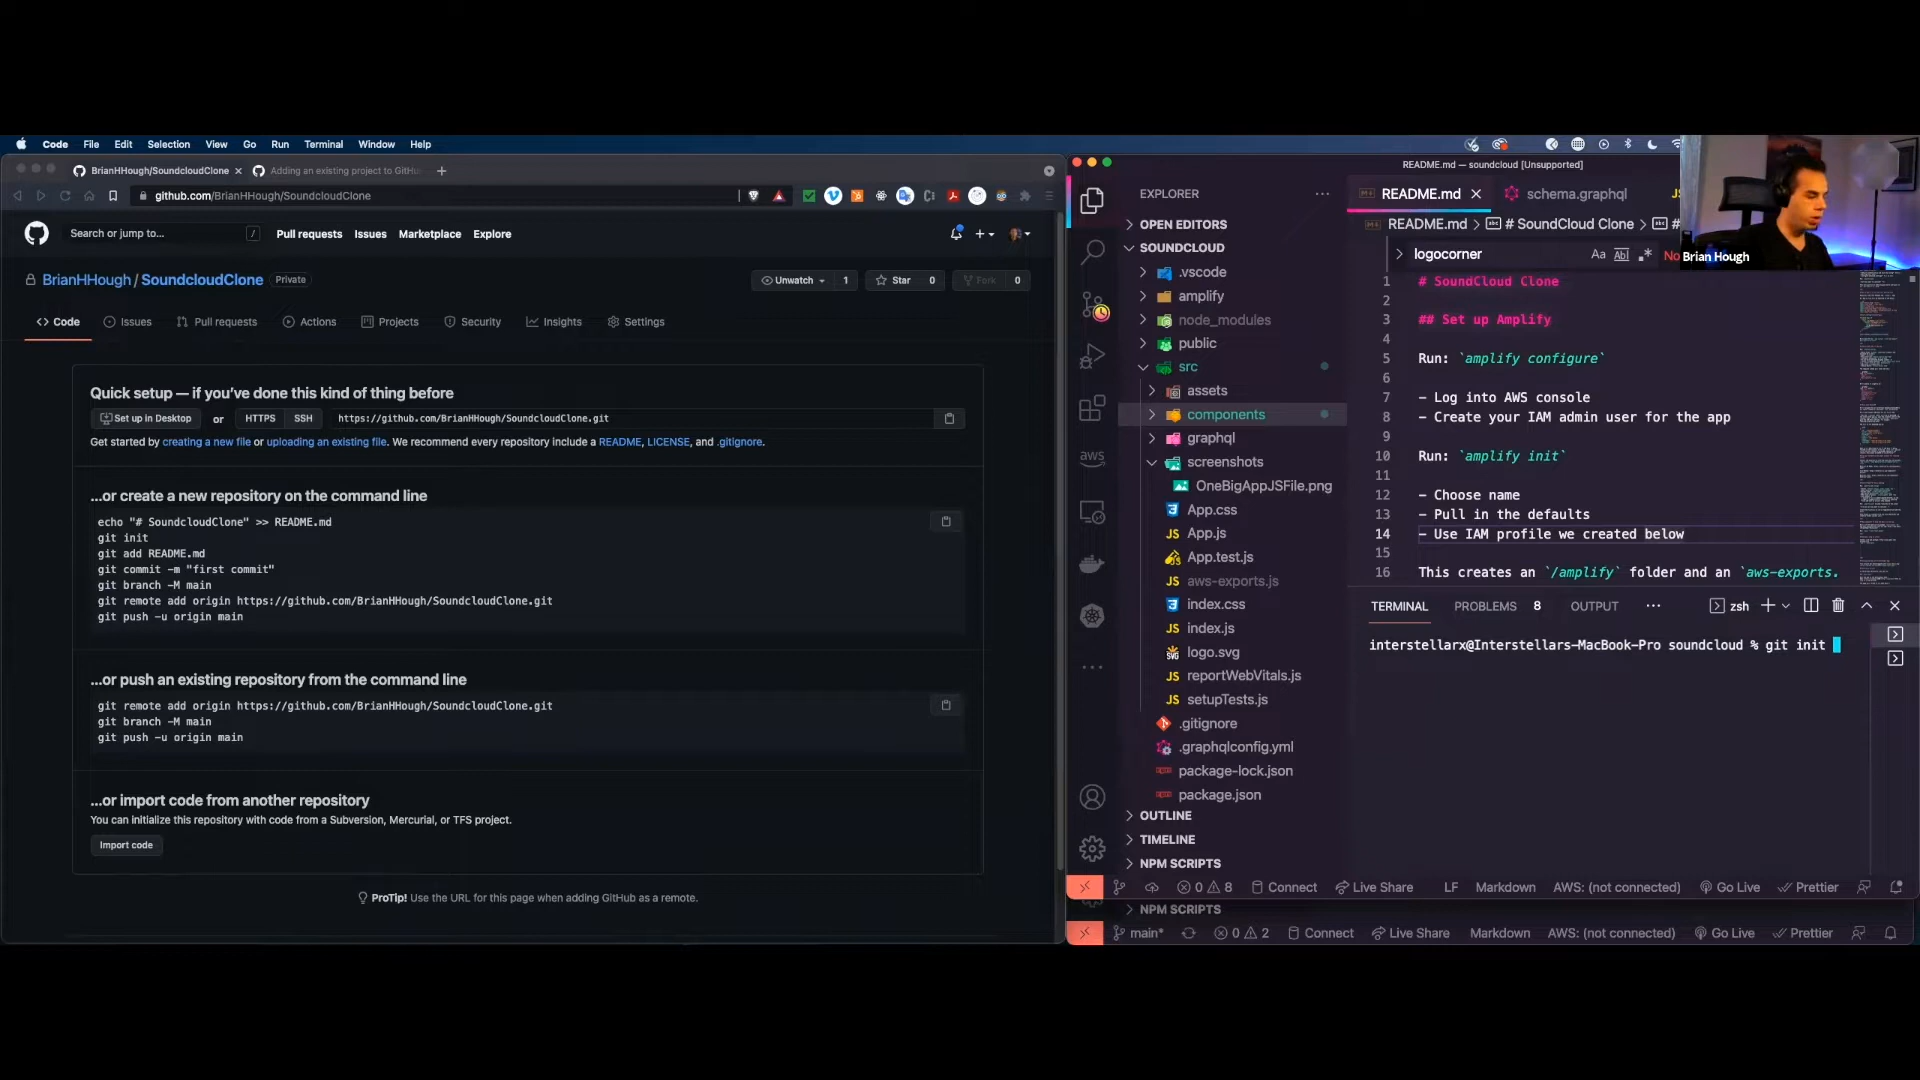 Code File Edit Selection View Go Run Terminal Window Help
BrianHHough/SoundcloudClone
Adding an existing project to GitHu
github.com/BrianHHough/SoundcloudClone
Search or jump to... /
Pull requests Issues Marketplace Explore
BrianHHough / SoundcloudClone Private
Unwatch 1 Star 0 Fork 0
Code Issues Pull requests Actions Projects Security Insights Settings
Quick setup — if you've done this kind of thing before
Set up in Desktop or HTTPS SSH https://github.com/BrianHHough/SoundcloudClone.git
Get started by creating a new file or uploading an existing file. We recommend every repository include a README, LICENSE, and .gitignore.
...or create a new repository on the command line
echo "# SoundcloudClone" >> README.md
git init
git add README.md
git commit -m "first commit"
git branch -M main
git remote add origin https://github.com/BrianHHough/SoundcloudClone.git
git push -u origin main
...or push an existing repository from the command line
git remote add origin https://github.com/BrianHHough/SoundcloudClone.git
git branch -M main
git push -u origin main
...or import code from another repository
You can initialize this repository with code from a Subversion, Mercurial, or TFS project.
Import code
ProTip! Use the URL for this page when adding GitHub as a remote.
README.md — soundcloud [Unsupported]
EXPLORER
OPEN EDITORS
SOUNDCLOUD
.vscode
amplify
node_modules
public
src
assets
components
graphql
screenshots
OneBigAppJSFile.png
App.css
App.js
App.test.js
aws-exports.js
index.css
index.js
logo.svg
reportWebVitals.js
setupTests.js
.gitignore
.graphqlconfig.yml
package-lock.json
package.json
OUTLINE
TIMELINE
NPM SCRIPTS
aws
README.md schema.graphql JS
README.md > # SoundCloud Clone > #
logocorner Aa Abl .* No
Brian Hough
1 # SoundCloud Clone
2
3 ## Set up Amplify
4
5 Run: `amplify configure`
6
7 - Log into AWS console
8 - Create your IAM admin user for the app
9
10 Run: `amplify init`
11
12 - Choose name
13 - Pull in the defaults
14 - Use IAM profile we created below
15
16 This creates an `/amplify` folder and an `aws-exports.
TERMINAL PROBLEMS 8 OUTPUT zsh
interstellarx@Interstellars-MacBook-Pro soundcloud % git init
0 8 Connect Live Share LF Markdown AWS: (not connected) Go Live Prettier
NPM SCRIPTS
main* 0 2 Connect Live Share Markdown AWS: (not connected) Go Live Prettier